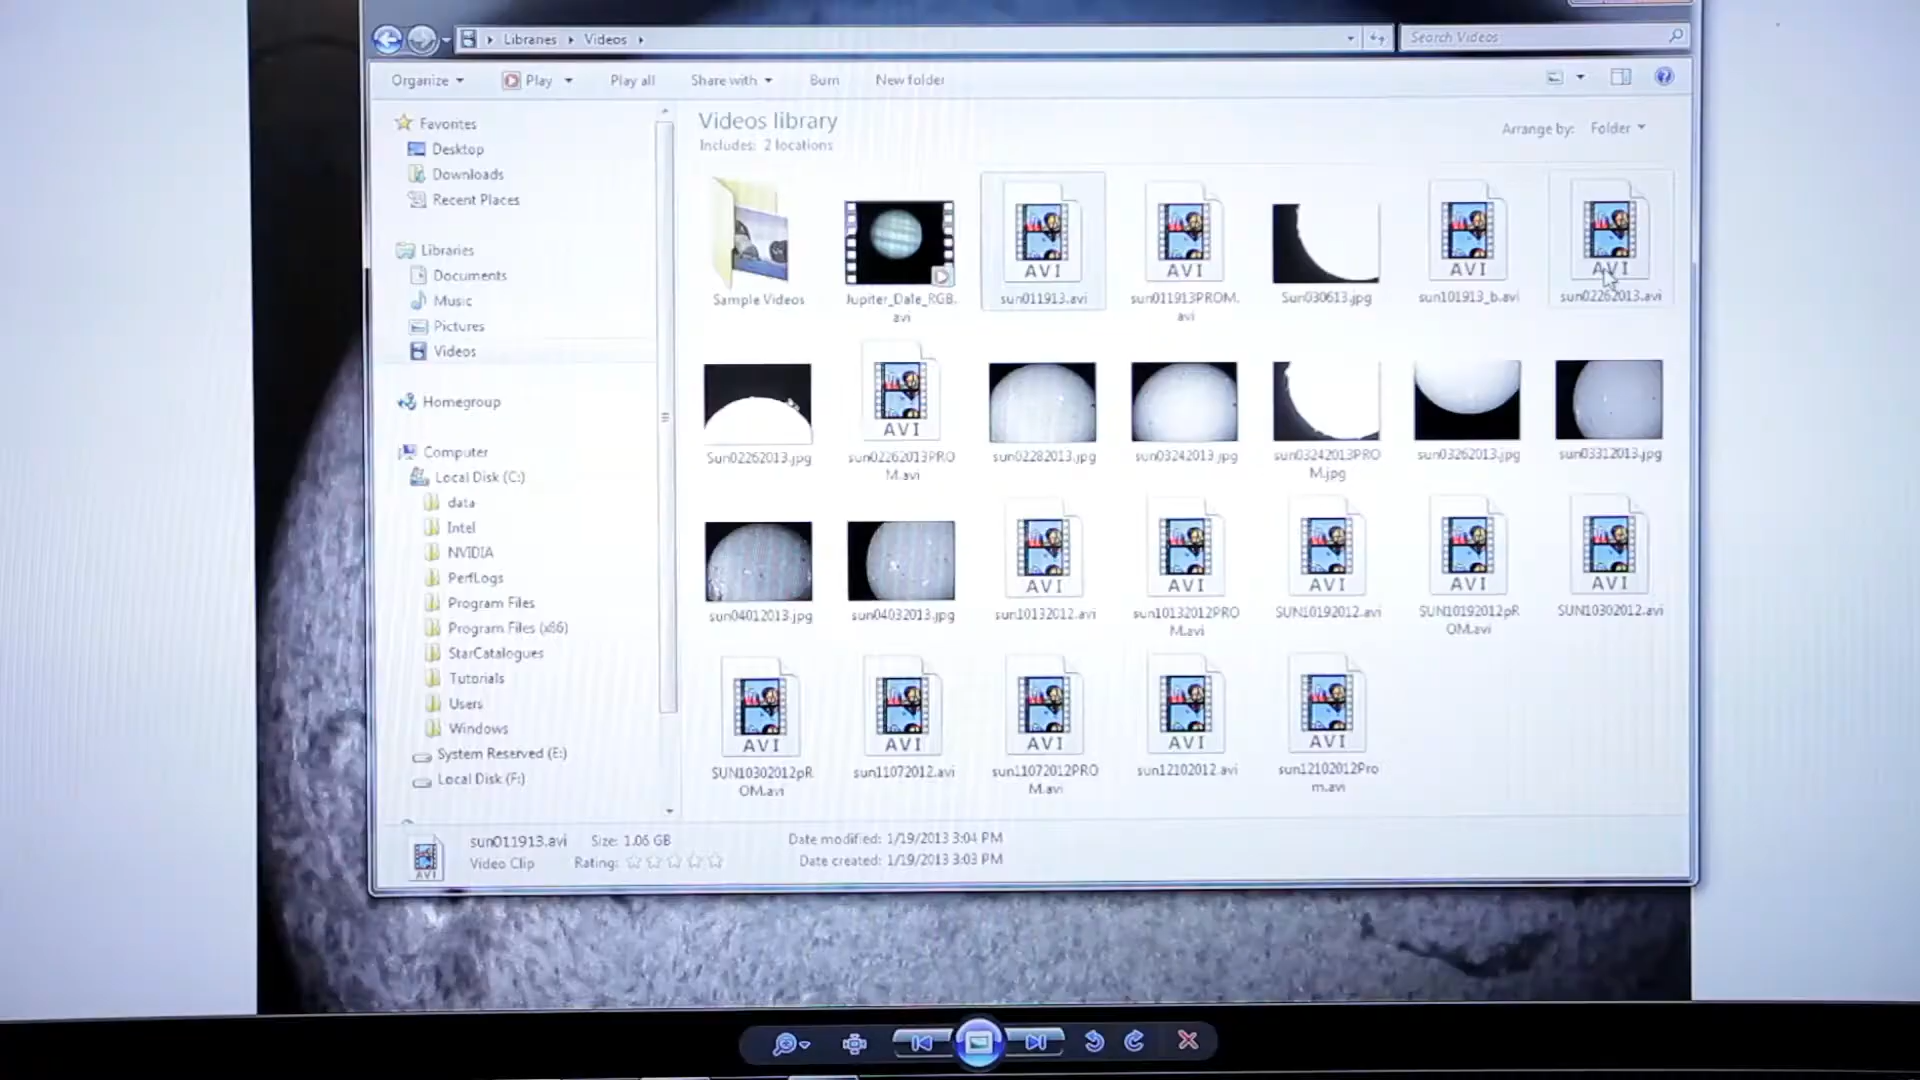 Libraries Videos
Search Videos
Organize
Play
Play all
Share with
Burn
New folder
Favorites
Desktop
Downloads
Recent Places
Libraries
Documents
Music
Pictures
Videos
Homegroup
Computer
Local Disk (C:)
data
Intel
NVIDIA
PerfLogs
Program Files
Program Files (x86)
StarCatalogues
Tutorials
Users
Windows
System Reserved (E:)
Local Disk (F:)
Videos library
Includes: 2 locations
Arrange by: Folder
AVI
AVI
AVI
AVI
Sample Videos
Jupiter_Dale_RGB.
avi
sun011913.avi
sun011913PROM.
avi
Sun030613.jpg
sun101913_b.avi
sun02262013.avi
AVI
Sun02262013.jpg
sun02262013PRO
M.avi
sun02282013.jpg
sun03242013.jpg
sun03242013PRO
M.jpg
sun03262013.jpg
sun03312013.jpg
AVI
AVI
AVI
AVI
AVI
sun04012013.jpg
sun04032013.jpg
sun10132012.avi
sun10132012PRO
M.avi
SUN10192012.avi
SUN10192012pR
OM.avi
SUN10302012.avi
AVI
AVI
AVI
AVI
AVI
SUN10302012pR
OM.avi
sun11072012.avi
sun11072012PRO
M.avi
sun12102012.avi
sun12102012Pro
m.avi
AVI
sun011913.avi
Size: 1.06 GB
Date modified: 1/19/2013 3:04 PM
Video Clip
Rating:
Date created: 1/19/2013 3:03 PM